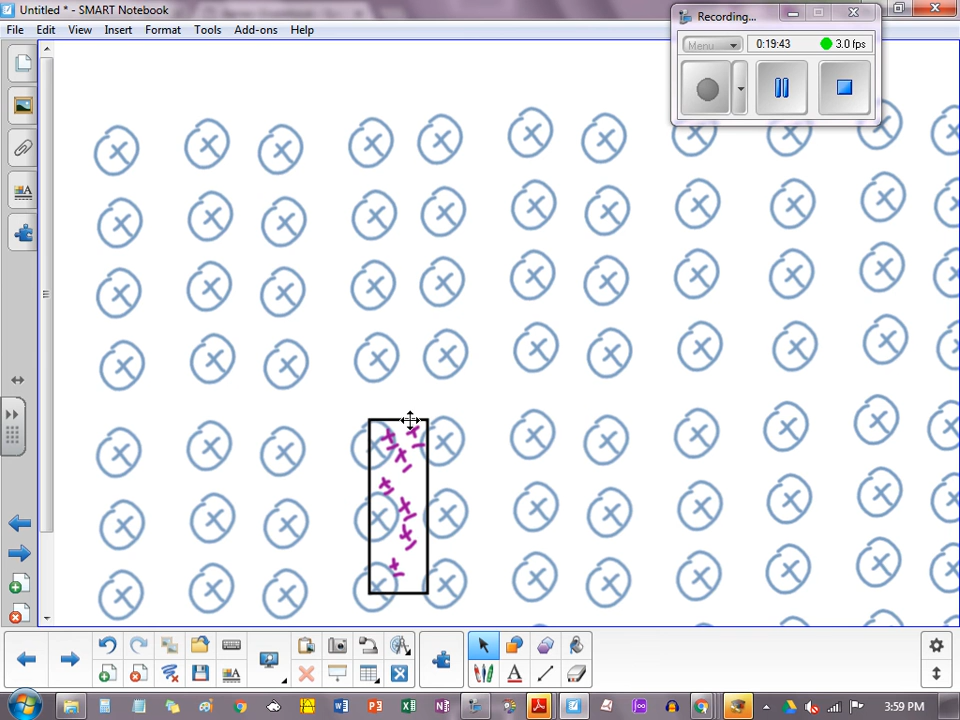 Untitled * - SMART Notebook
Recording...
File Edit View Insert Format Tools Add-ons Help
Menu 0:19:43 3.0 fps
3:59 PM